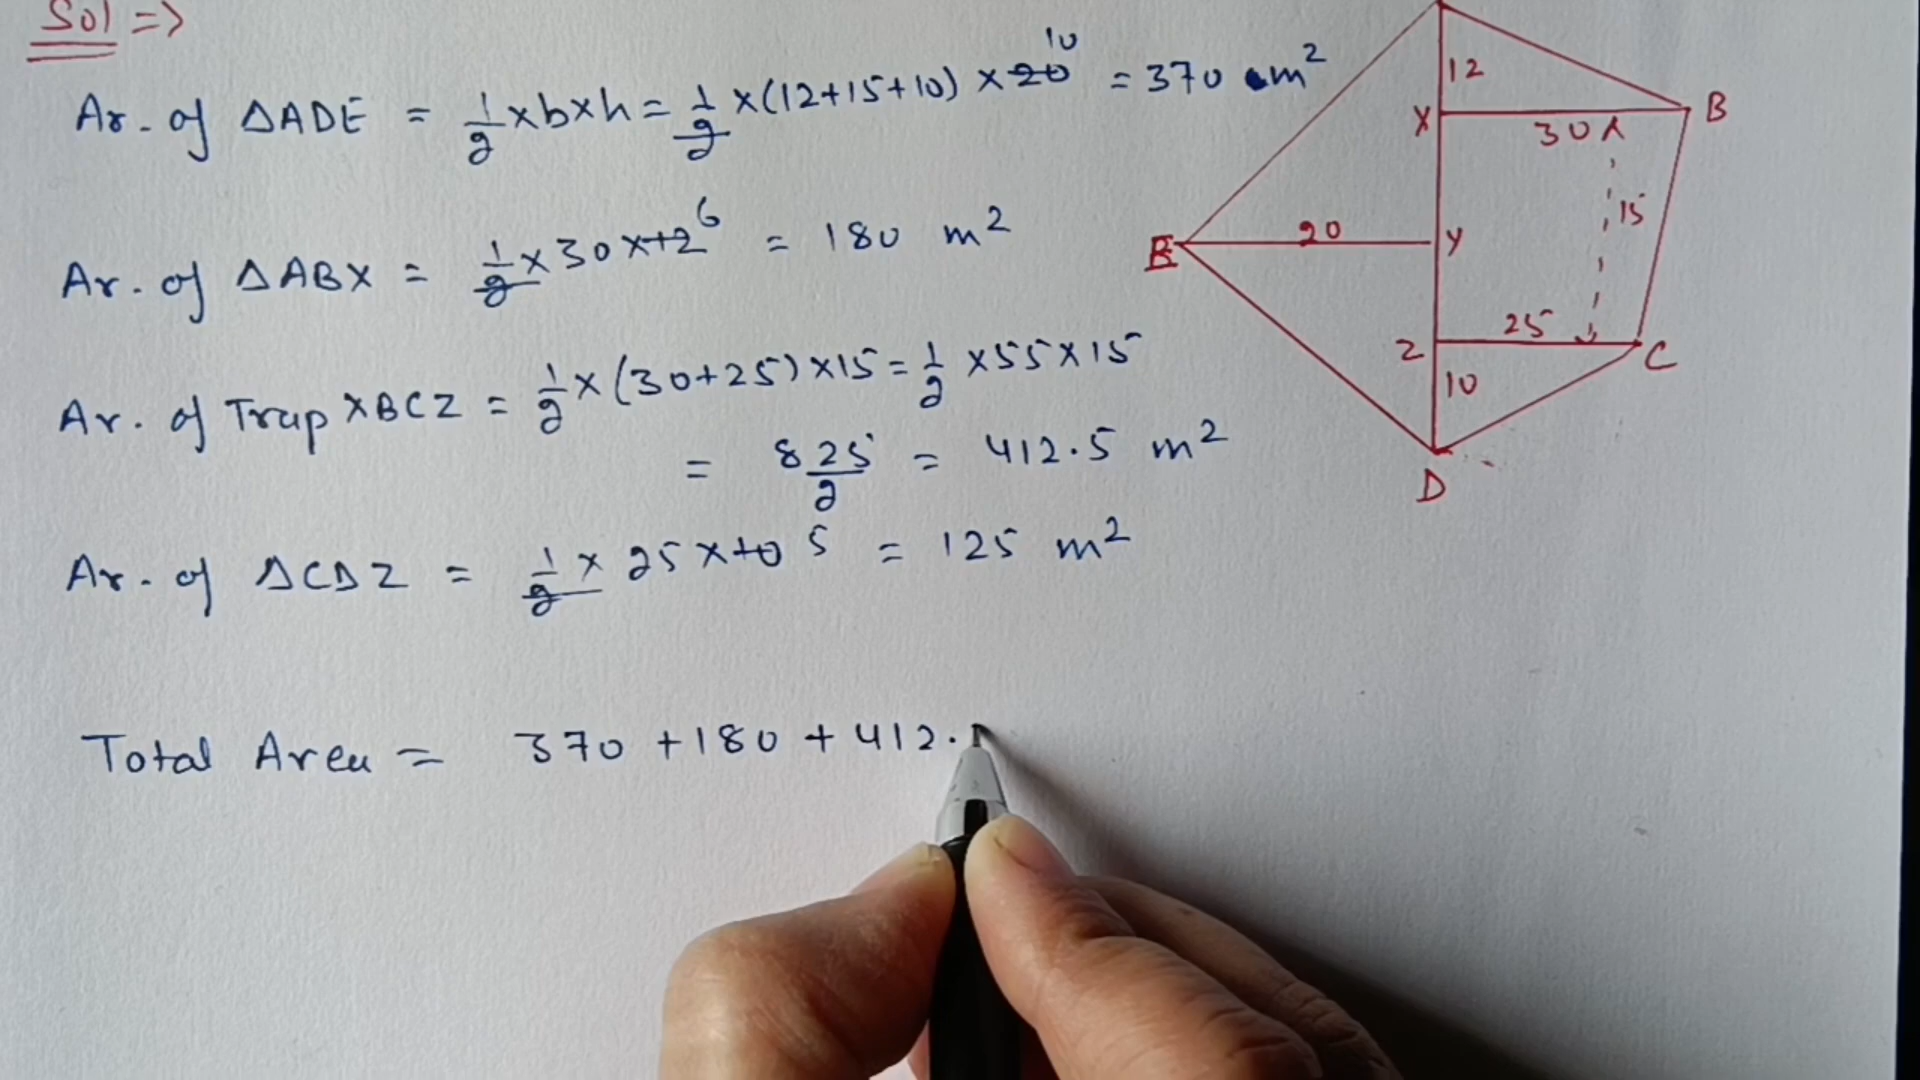 Sol =>
Ar. of ΔADE = 1/2 × b × h = 1/2 × (12+15+10) × 20 10 = 370 m²
Ar. of ΔABX = 1/2 × 30 × 12 6 = 180 m²
Ar. of Trap XBCZ = 1/2 × (30+25) × 15 = 1/2 × 55 × 15
= 825/2 = 412.5 m²
Ar. of ΔCDZ = 1/2 × 25 × 10 5 = 125 m²
Total Area = 370 + 180 + 412.
12
X
B
30
15
E
20
Y
25
Z
C
10
D